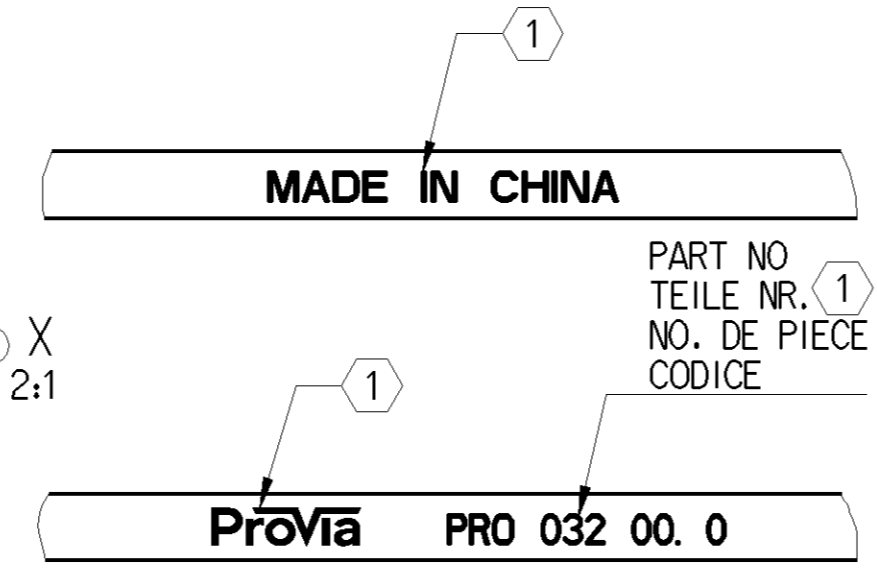 1
MADE IN CHINA
PART NO
TEILE NR. 1
NO. DE PIECE
CODICE
X
2:1
1
ProVia PRO 032 00. 0